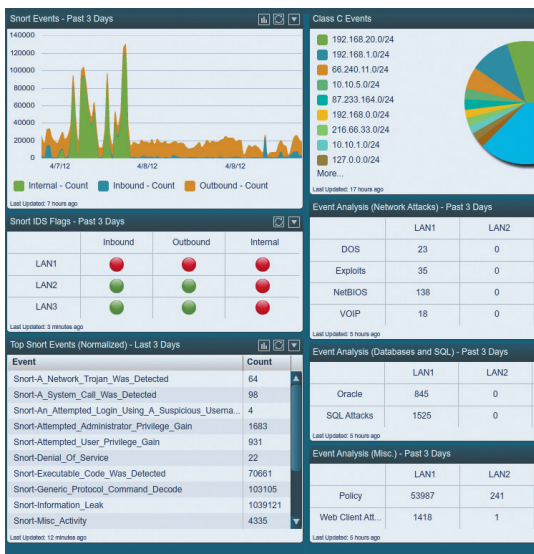 Snort Events - Past 3 Days
140000
120000
100000
80000
60000
40000
20000
0
4/7/12 4/8/12 4/9/12
Internal - Count Inbound - Count Outbound - Count
Last Updated: 7 hours ago
Snort IDS Flags - Past 3 Days
Inbound Outbound Internal
LAN1
LAN2
LAN3
Last Updated: 3 minutes ago
Top Snort Events (Normalized) - Last 3 Days
Event Count
Snort-A_Network_Trojan_Was_Detected 64
Snort-A_System_Call_Was_Detected 98
Snort-An_Attempted_Login_Using_A_Suspicious_Userna... 4
Snort-Attempted_Administrator_Privilege_Gain 1683
Snort-Attempted_User_Privilege_Gain 931
Snort-Denial_Of_Service 22
Snort-Executable_Code_Was_Detected 70661
Snort-Generic_Protocol_Command_Decode 103105
Snort-Information_Leak 1039121
Snort-Misc_Activity 4335
Last Updated: 12 minutes ago
Class C Events
192.168.20.0/24
192.168.1.0/24
66.240.11.0/24
10.10.5.0/24
87.233.164.0/24
192.168.0.0/24
216.66.33.0/24
10.10.1.0/24
127.0.0.0/24
More...
Last Updated: 17 hours ago
Event Analysis (Network Attacks) - Past 3 Days
LAN1 LAN2
DOS 23 0
Exploits 35 0
NetBIOS 138 0
VOIP 18 0
Last Updated: 5 hours ago
Event Analysis (Databases and SQL) - Past 3 Days
LAN1 LAN2
Oracle 845 0
SQL Attacks 1525 0
Last Updated: 5 hours ago
Event Analysis (Misc.) - Past 3 Days
LAN1 LAN2
Policy 53987 241
Web Client Att... 1418 1
Last Updated: 5 hours ago